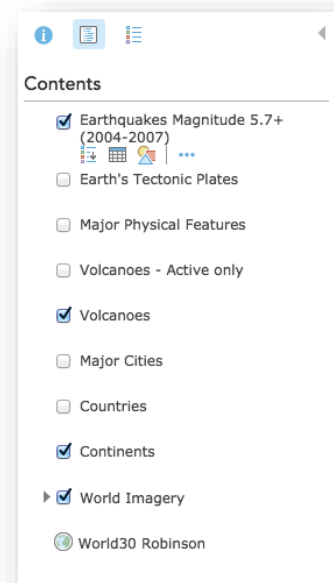 Contents
Earthquakes Magnitude 5.7+
(2004-2007)
Earth's Tectonic Plates
Major Physical Features
Volcanoes - Active only
Volcanoes
Major Cities
Countries
Continents
World Imagery
World30 Robinson